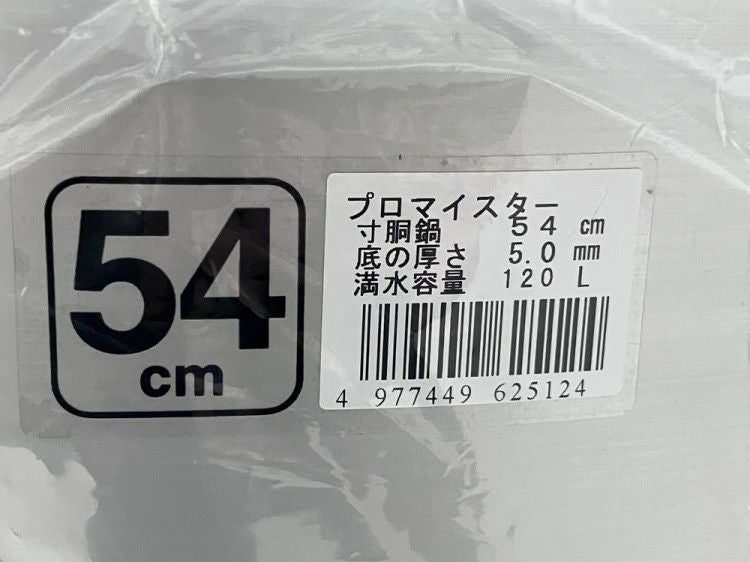 54
cm
プロマイスター
寸胴鍋 54 cm
底の厚さ 5.0 mm
満水容量 120 L
4 977449 625124